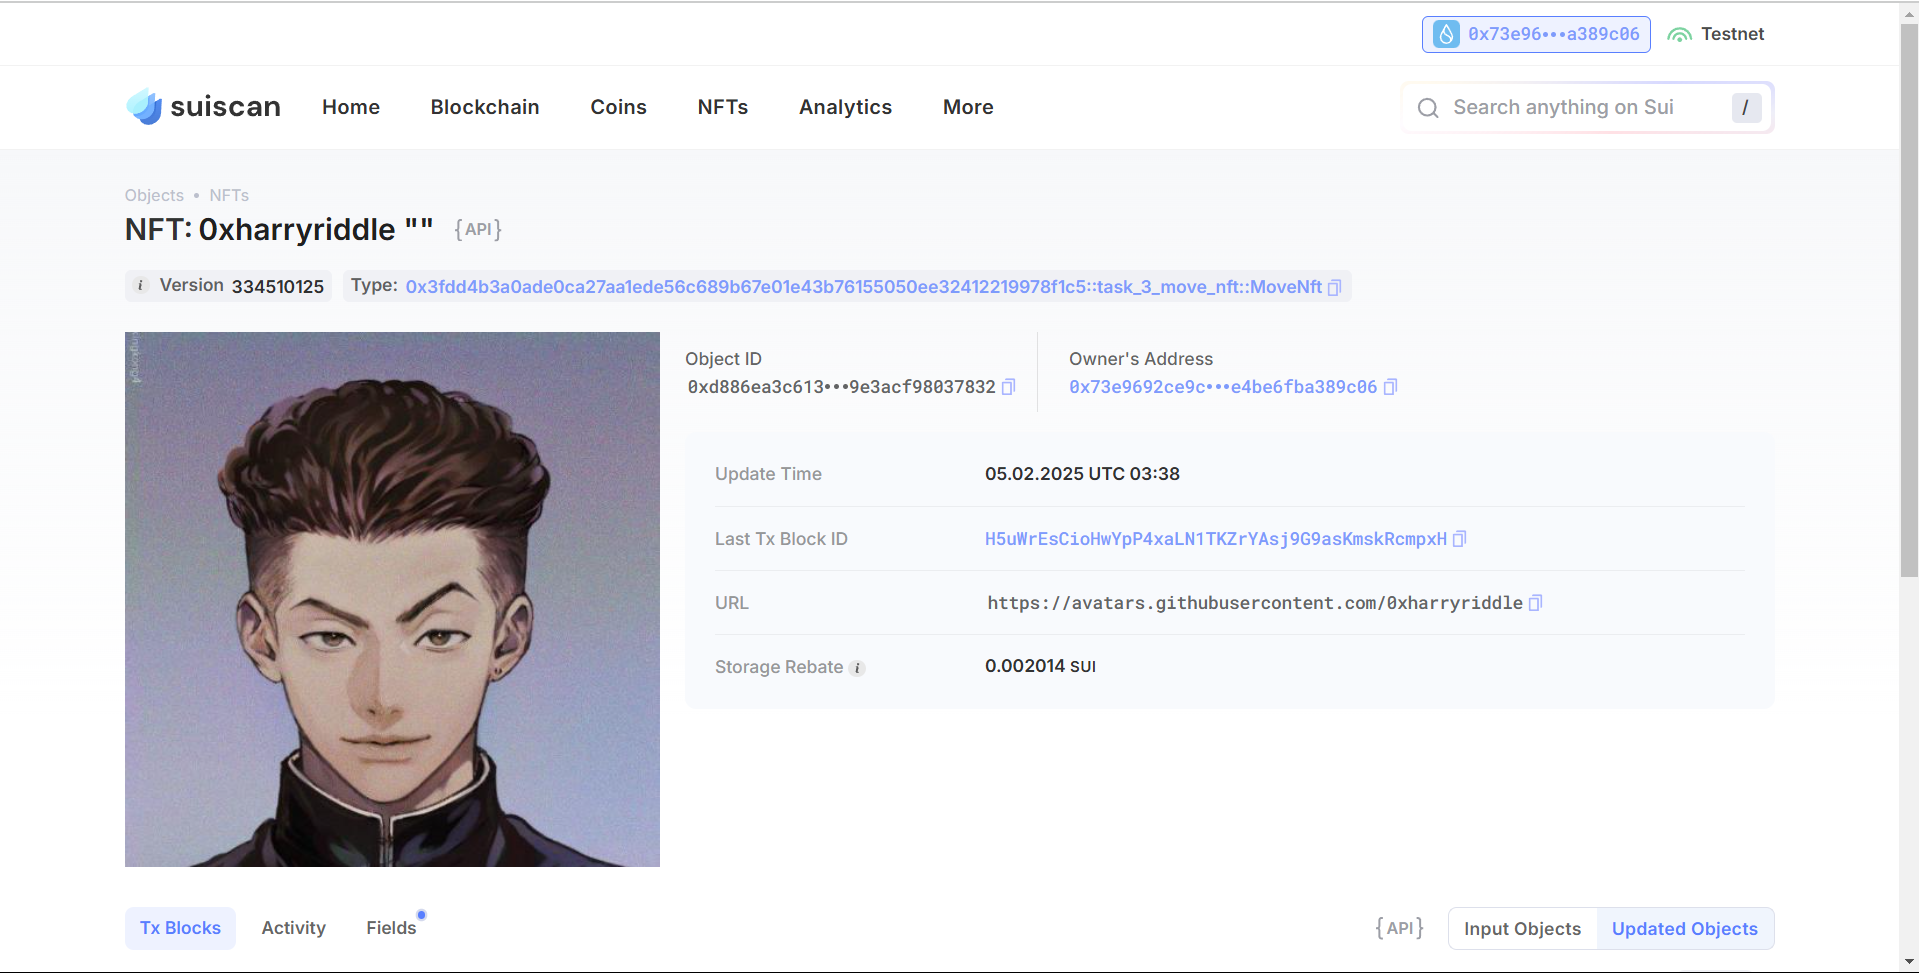 0x73e96•••a389c06 Testnet
suiscan Home Blockchain Coins NFTs Analytics More Search anything on Sui /
Objects • NFTs
NFT: 0xharryriddle "" {API}
i Version 334510125 Type: 0x3fdd4b3a0ade0ca27aa1ede56c689b67e01e43b76155050ee32412219978f1c5::task_3_move_nft::MoveNft
Object ID
0xd886ea3c613•••9e3acf98037832
Owner's Address
0x73e9692ce9c•••e4be6fba389c06
Update Time 05.02.2025 UTC 03:38
Last Tx Block ID H5uWrEsCioHwYpP4xaLN1TKZrYAsj9G9asKmskRcmpxH
URL https://avatars.githubusercontent.com/0xharryriddle
Storage Rebate i 0.002014 SUI
Tx Blocks Activity Fields {API} Input Objects Updated Objects